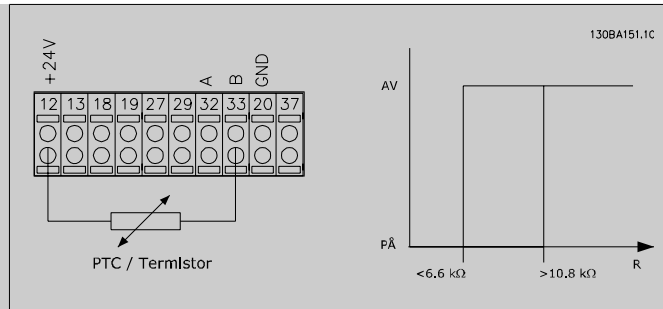 130BA151.10
+24V
A
B
GND
12 13 18 19 27 29 32 33 20 37
AV
PÅ
<6.6 kΩ
>10.8 kΩ
R
PTC / Termistor